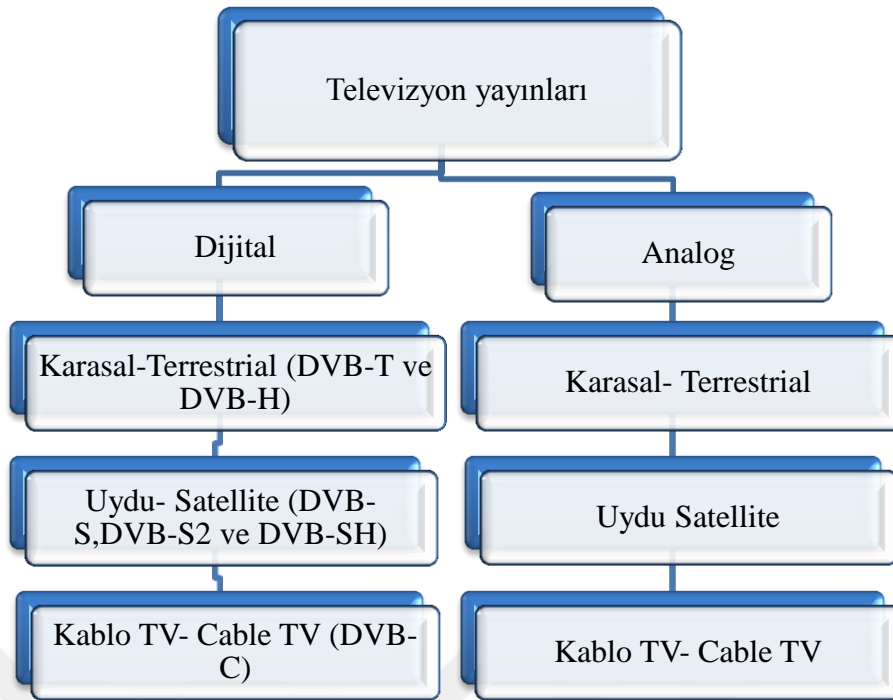 Televizyon yayınları
Dijital
Analog
Karasal-Terrestrial (DVB-T ve
DVB-H)
Karasal- Terrestrial
Uydu- Satellite (DVB-
S,DVB-S2 ve DVB-SH)
Uydu Satellite
Kablo TV- Cable TV (DVB-
C)
Kablo TV- Cable TV